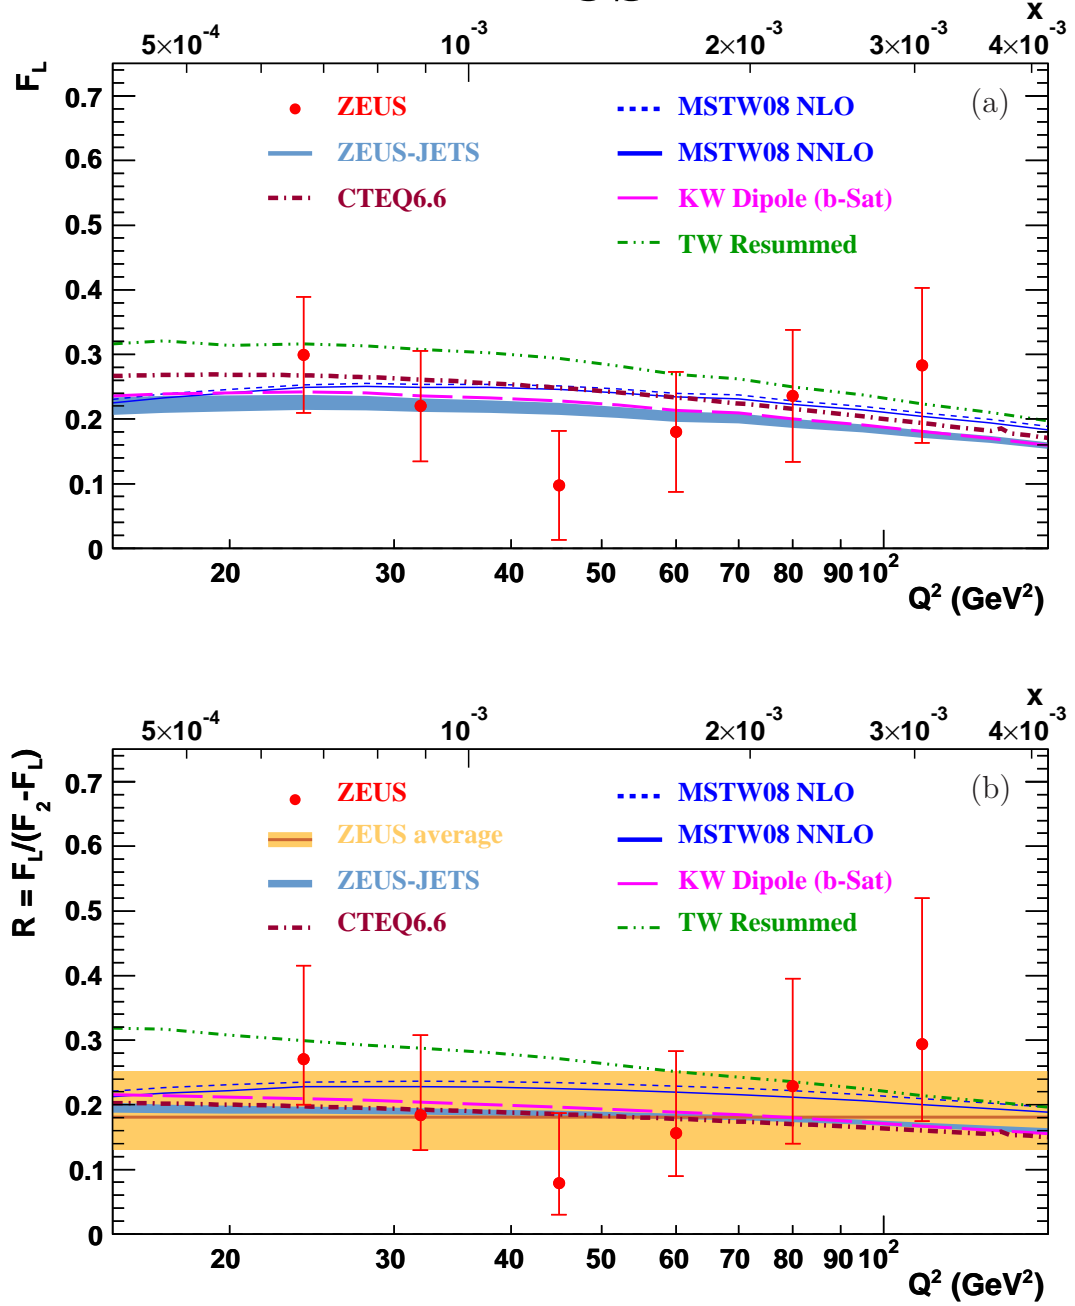 x
5×10⁻⁴ 10⁻³ 2×10⁻³ 3×10⁻³ 4×10⁻³
F_L
0.7
0.6
0.5
0.4
0.3
0.2
0.1
0
(a)
ZEUS
ZEUS-JETS
CTEQ6.6
MSTW08 NLO
MSTW08 NNLO
KW Dipole (b-Sat)
TW Resummed
20 30 40 50 60 70 80 90 10²
Q² (GeV²)
x
5×10⁻⁴ 10⁻³ 2×10⁻³ 3×10⁻³ 4×10⁻³
R = F_L/(F_2-F_L)
0.7
0.6
0.5
0.4
0.3
0.2
0.1
0
(b)
ZEUS
ZEUS average
ZEUS-JETS
CTEQ6.6
MSTW08 NLO
MSTW08 NNLO
KW Dipole (b-Sat)
TW Resummed
20 30 40 50 60 70 80 90 10²
Q² (GeV²)